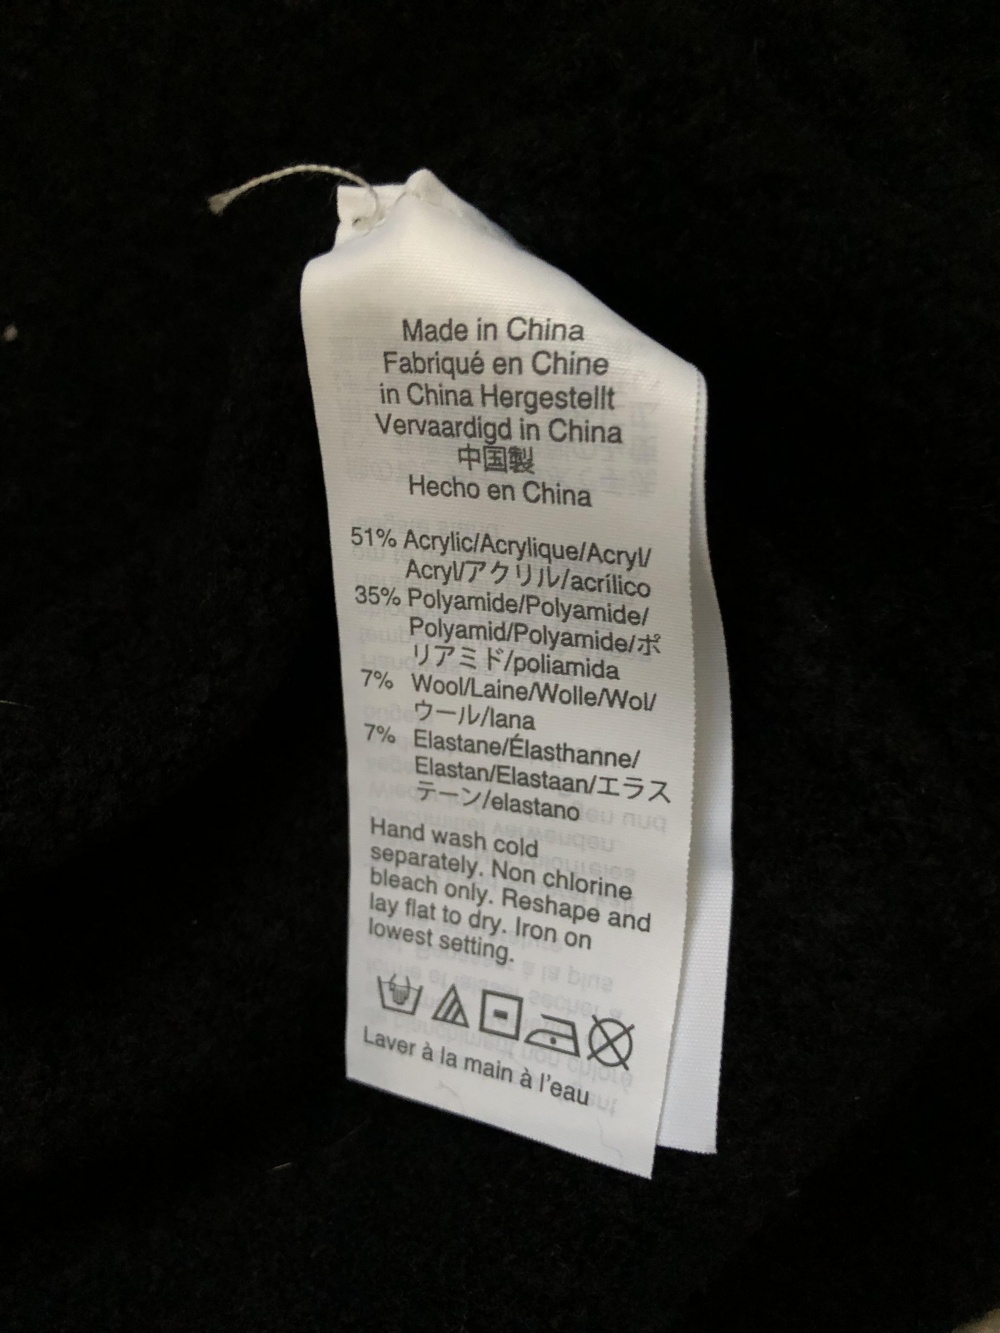 Made in China
Fabriqué en Chine
in China Hergestellt
Vervaardigd in China
中国製
Hecho en China
51% Acrylic/Acrylique/Acryl/
Acryl/アクリル/acrílico
35% Polyamide/Polyamide/
Polyamid/Polyamide/ポ
リアミド/poliamida
7% Wool/Laine/Wolle/Wol/
ウール/lana
7% Elastane/Élasthanne/
Elastan/Elastaan/エラス
テーン/elastano
Hand wash cold
separately. Non chlorine
bleach only. Reshape and
lay flat to dry. Iron on
lowest setting.
Laver à la main à l'eau